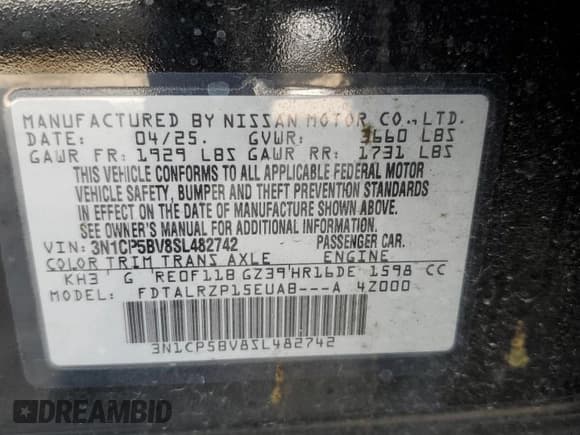 MANUFACTURED BY NISSAN MOTOR CO., LTD.
DATE: 04/25. GVWR: 3660 LBS
GAWR FR: 1929 LBS GAWR RR: 1731 LBS
THIS VEHICLE CONFORMS TO ALL APPLICABLE FEDERAL MOTOR
VEHICLE SAFETY, BUMPER AND THEFT PREVENTION STANDARDS
IN EFFECT ON THE DATE OF MANUFACTURE SHOWN ABOVE.
SEE OWNER'S MANUAL FOR ADDITIONAL INFORMATION
VIN: 3N1CP5BV8SL482742 PASSENGER CAR.
COLOR TRIM TRANS AXLE ENGINE
KH3 G RE0F11B GZ39 HR16DE 1598 CC
MODEL: FDTALRZP15EUAB---A 4Z000
3N1CP5BV8SL482742
DREAMBID